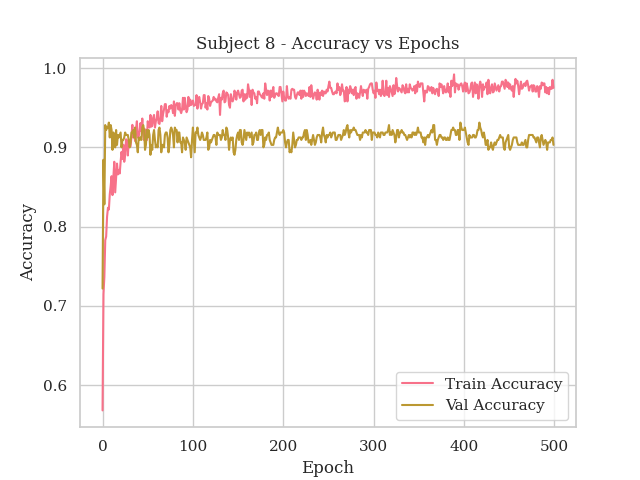 Subject 8 - Accuracy vs Epochs
1.0
0.9
0.8
0.7
0.6
Accuracy
Train Accuracy
Val Accuracy
0 100 200 300 400 500
Epoch